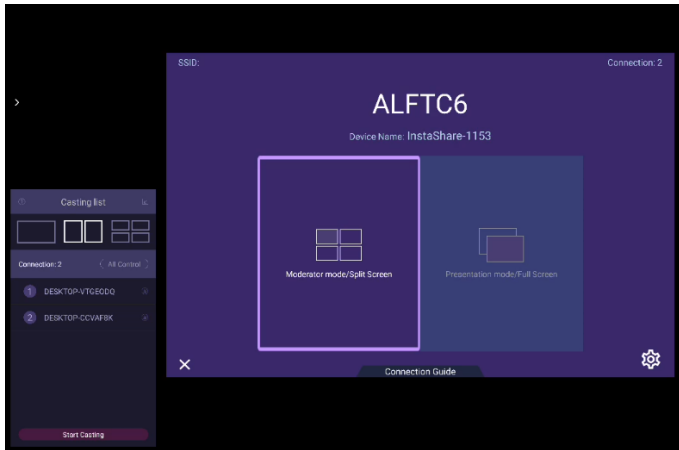 SSID:
Connection: 2
ALFTC6
Device Name: InstaShare-1153
Moderator mode/Split Screen
Presentation mode/Full Screen
Connection Guide
Casting list
Connection: 2
All Control
1 DESKTOP-VTGEODQ
2 DESKTOP-CCVAF8K
Start Casting